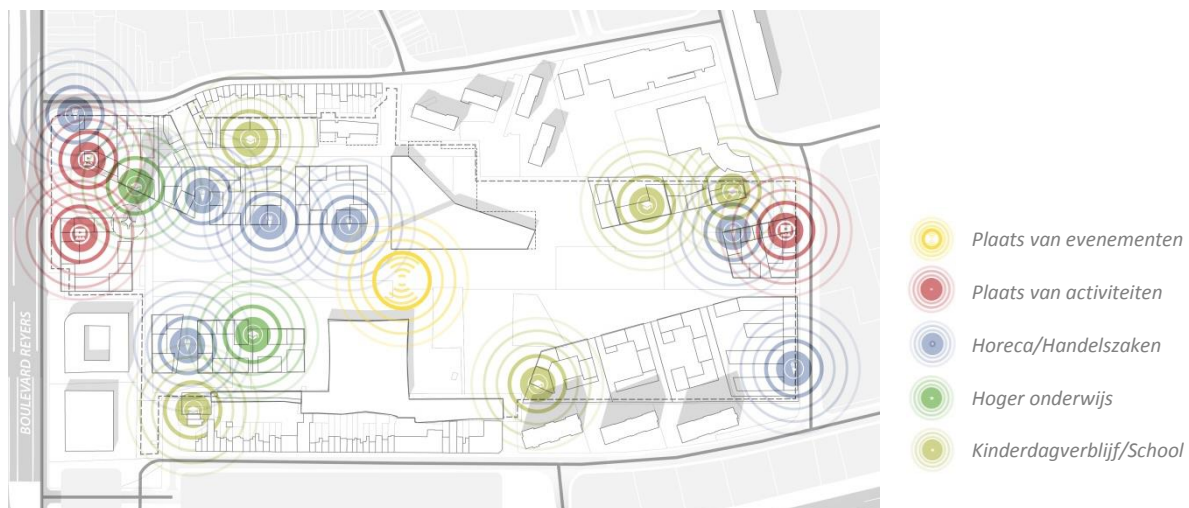 BOULEVARD REYERS
Plaats van evenementen
Plaats van activiteiten
Horeca/Handelszaken
Hoger onderwijs
Kinderdagverblijf/School